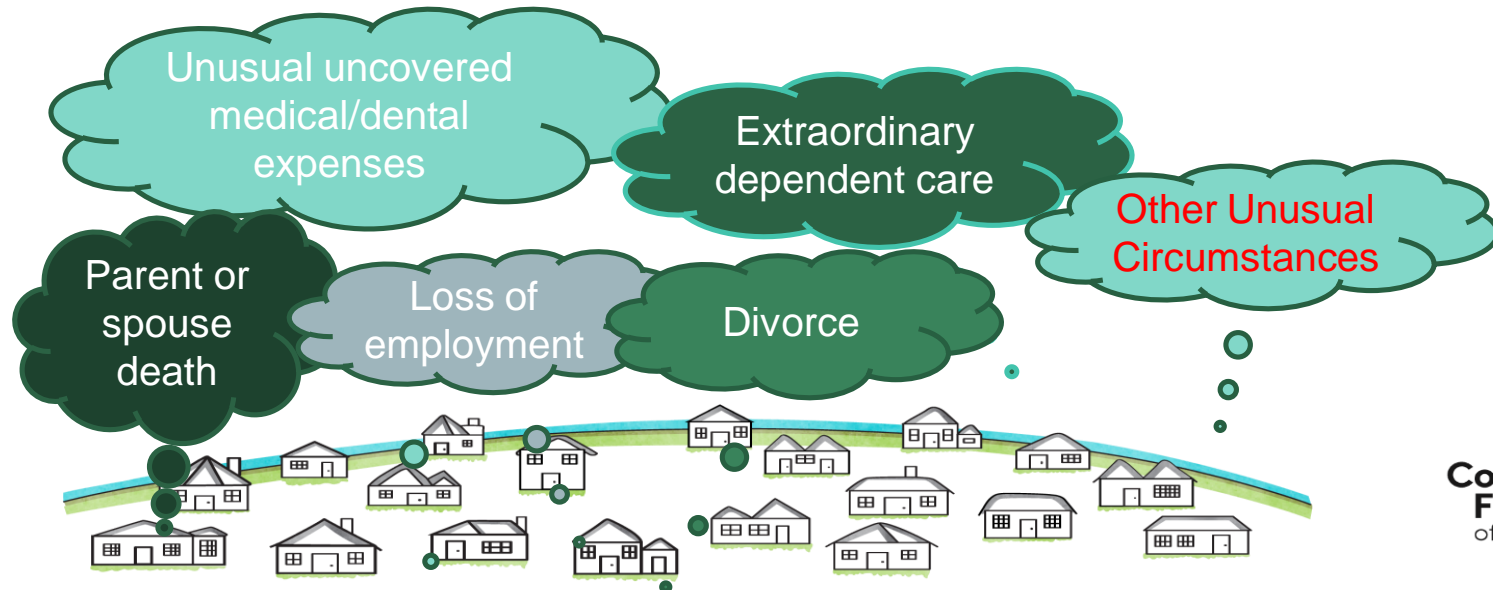 Unusual uncovered
medical/dental
expenses
Extraordinary
dependent care
Other Unusual
Circumstances
Parent or
spouse
death
Loss of
employment
Divorce
of